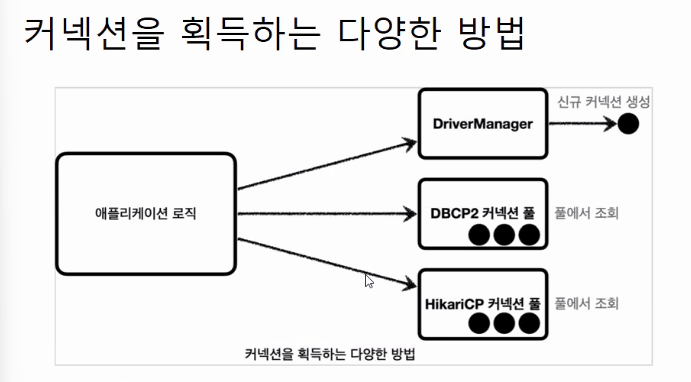 커넥션을 획득하는 다양한 방법
신규 커넥션 생성
DriverManager
애플리케이션 로직
DBCP2 커넥션 풀
풀에서 조회
HikariCP 커넥션 풀
풀에서 조회
커넥션을 획득하는 다양한 방법